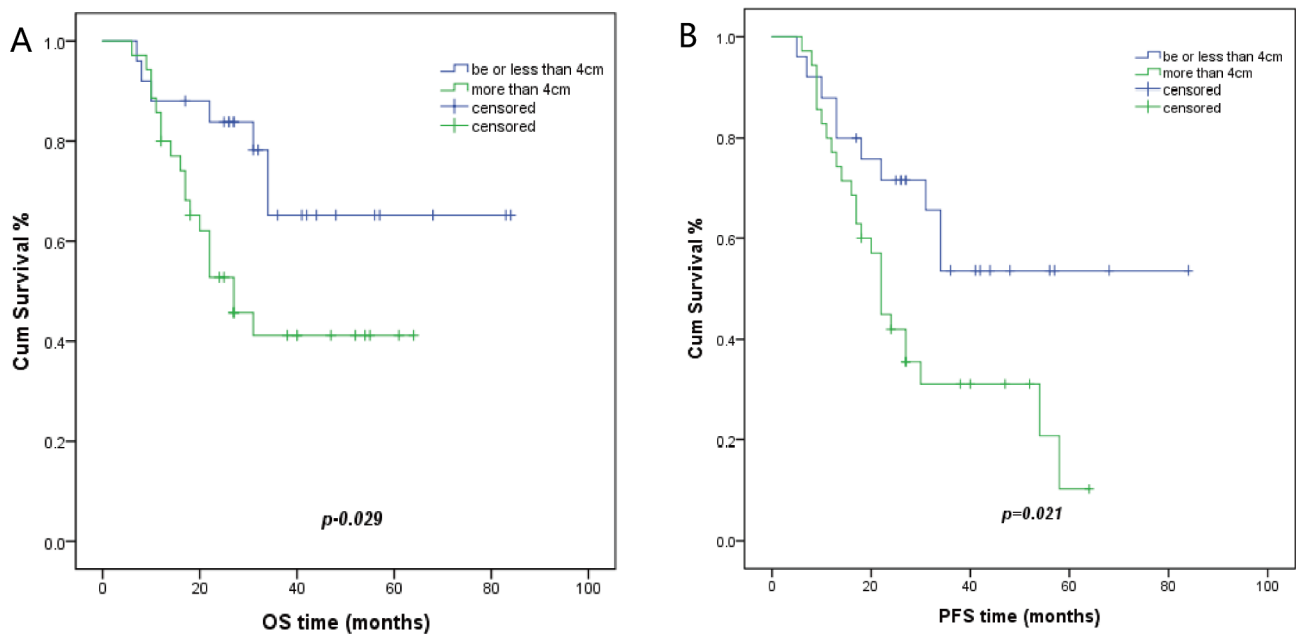 A
be or less than 4cm
more than 4cm
censored
censored
1.0
0.8
0.6
0.4
0.2
0.0
Cum Survival %
p-0.029
0 20 40 60 80 100
OS time (months)
B
be or less than 4cm
more than 4cm
censored
censored
1.0
0.8
0.6
0.4
0.2
0.0
Cum Survival %
p=0.021
0 20 40 60 80 100
PFS time (months)